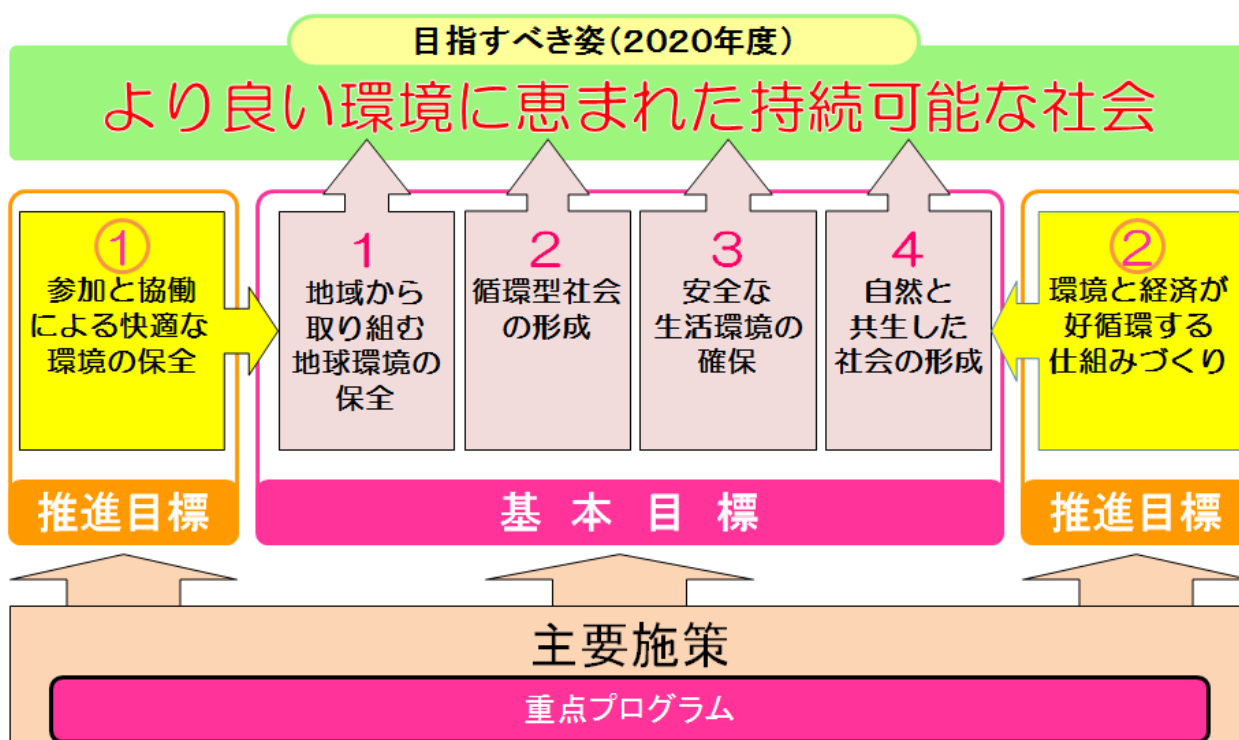 目指すべき姿(2020年度)
より良い環境に恵まれた持続可能な社会
①
参加と協働
による快適な
環境の保全
1
地域から
取り組む
地球環境の
保全
2
循環型社会
の形成
3
安全な
生活環境の
確保
4
自然と
共生した
社会の形成
②
環境と経済が
好循環する
仕組みづくり
推進目標
基本目標
推進目標
主要施策
重点プログラム